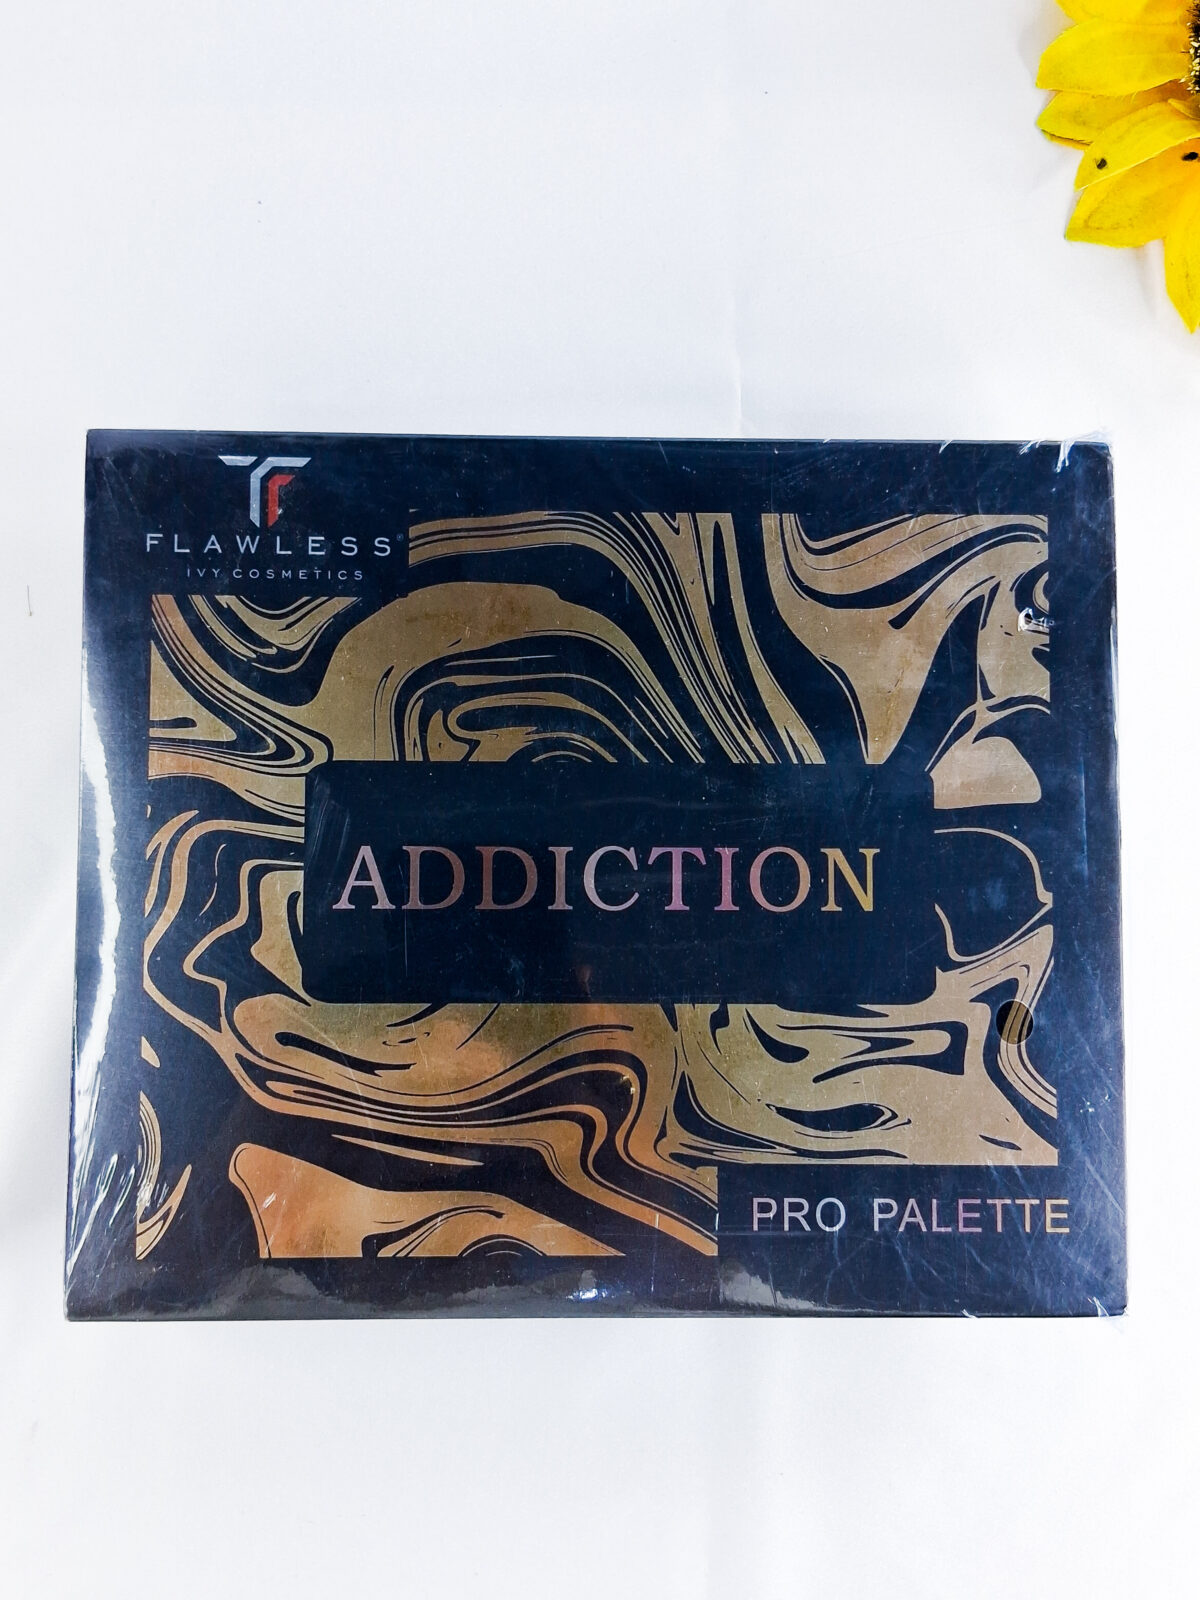 FLAWLESS®
IVY COSMETICS
ADDICTION
PRO PALETTE